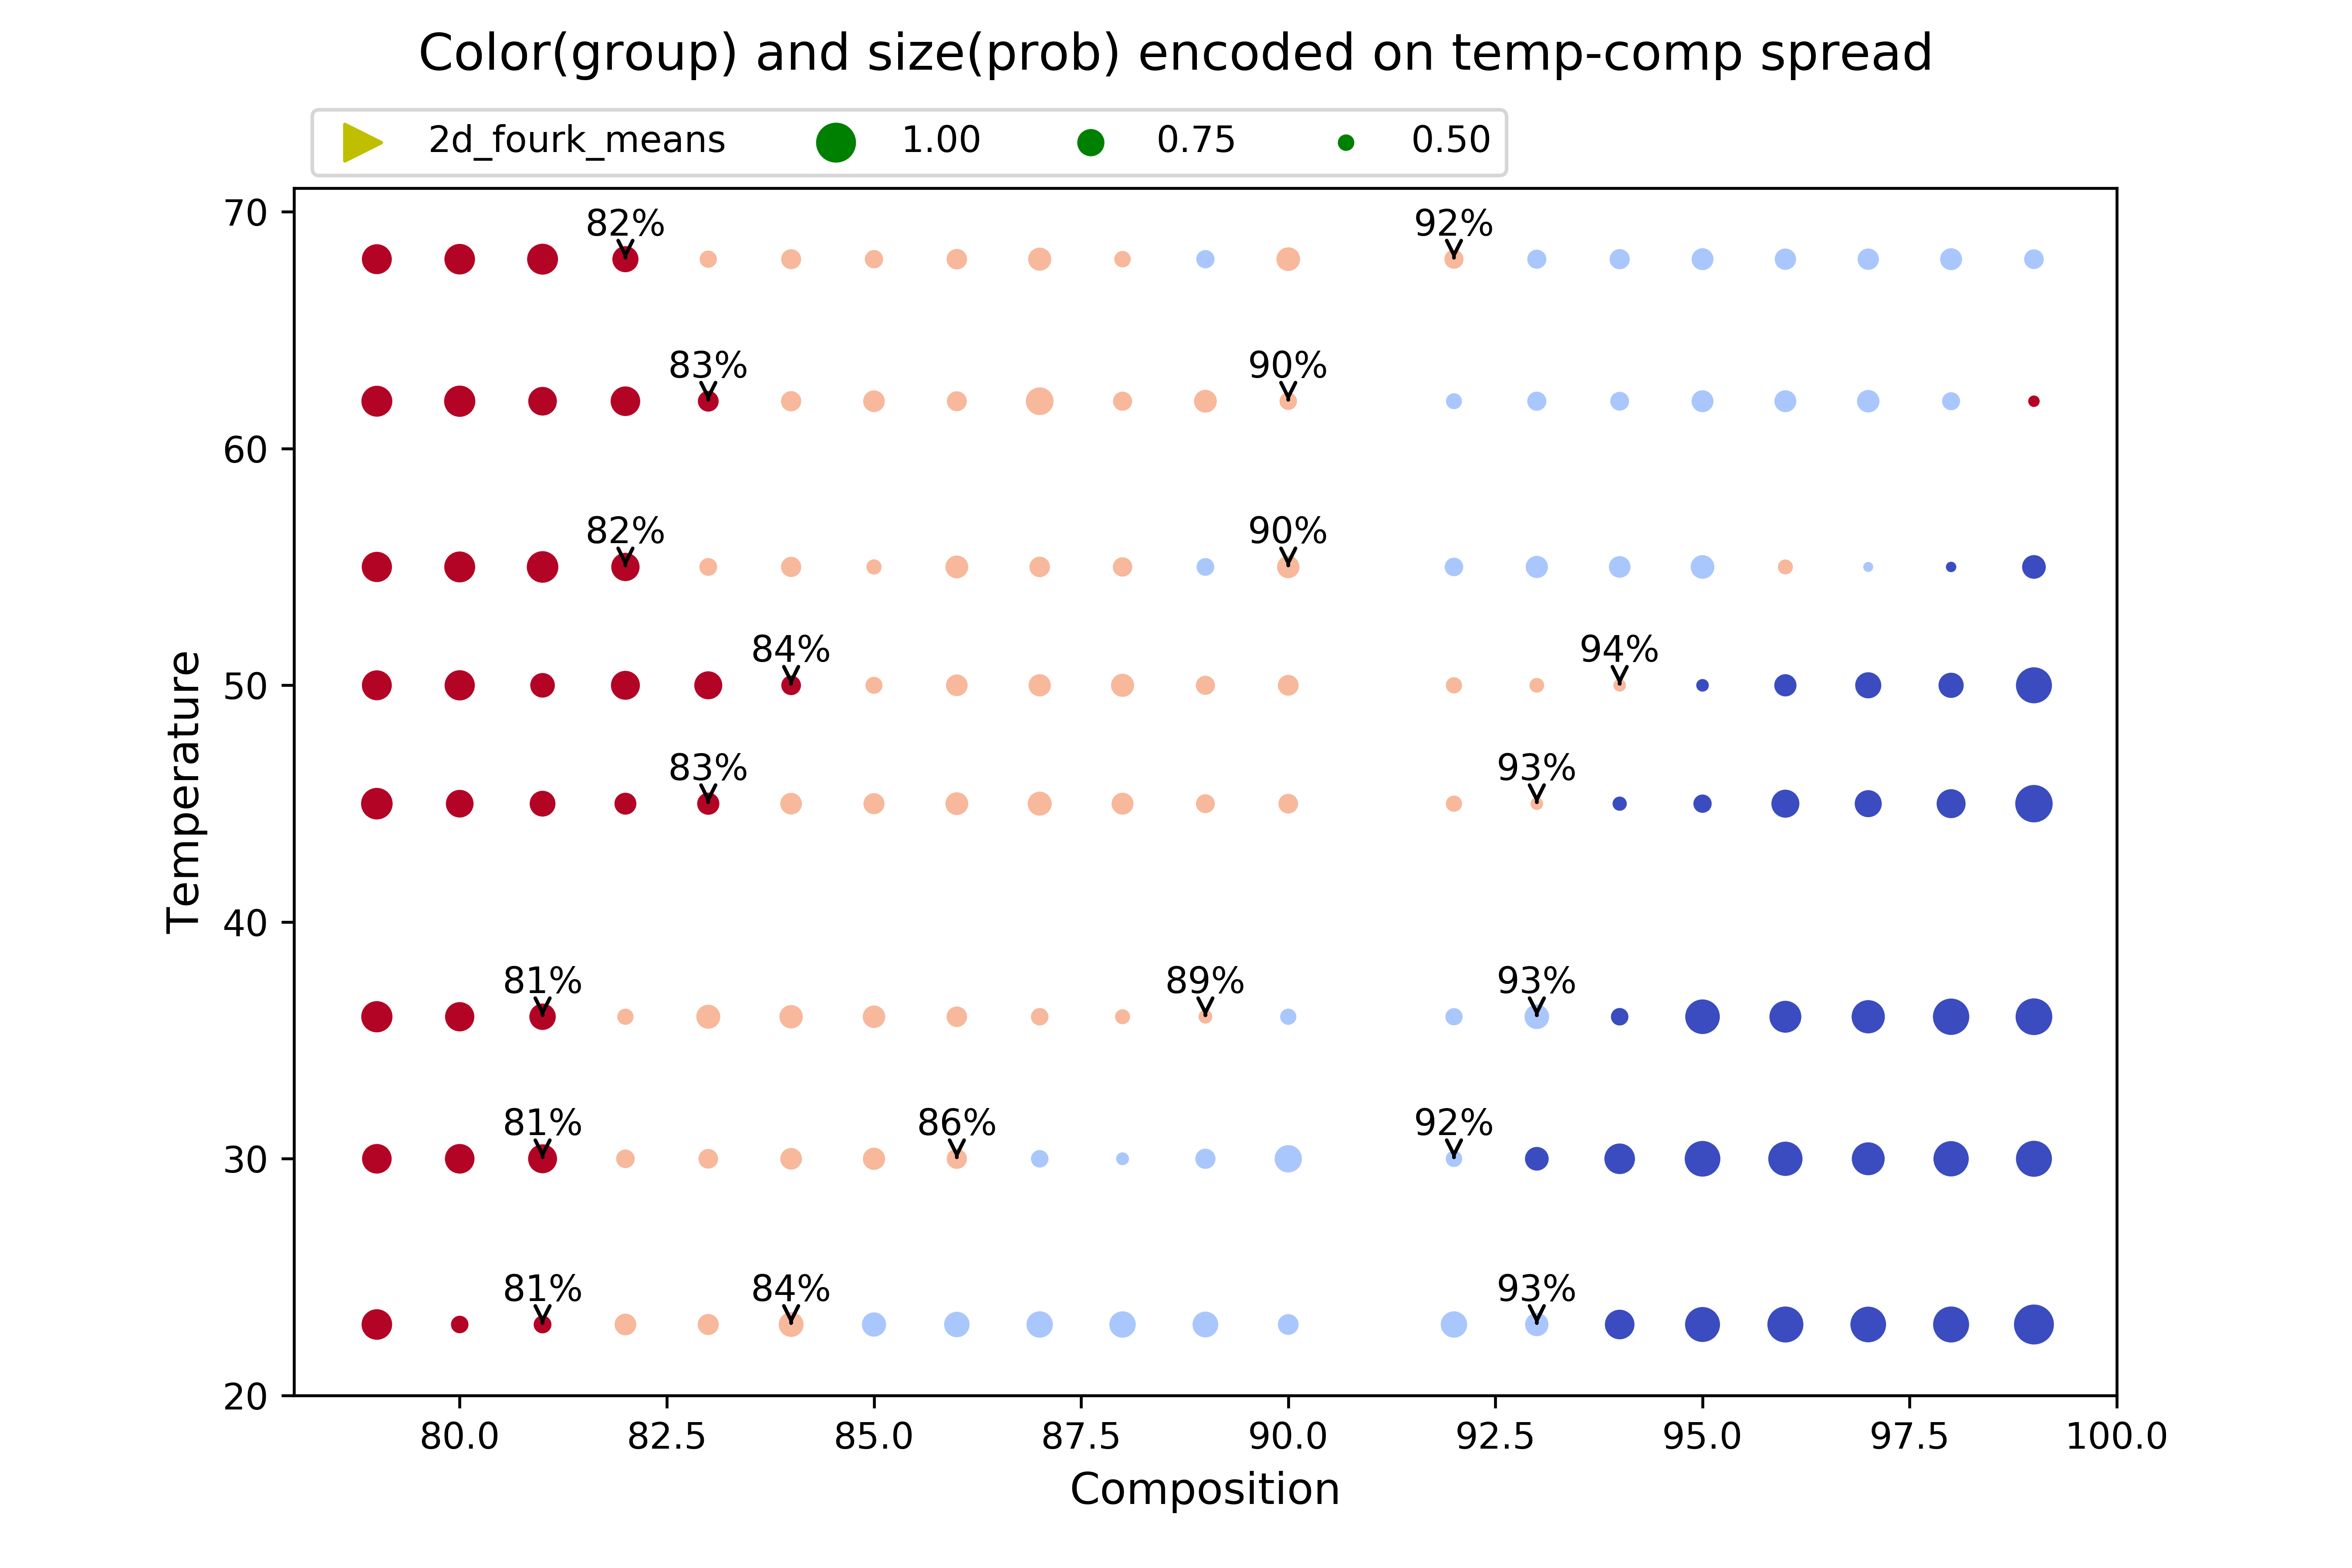 Color(group) and size(prob) encoded on temp-comp spread
2d_fourk_means 1.00 0.75 0.50
70
82% 92%
83% 90%
60
82% 90%
84% 94%
50
83% 93%
40
81% 89% 93%
81% 86% 92%
30
81% 84% 93%
20
Temperature
80.0 82.5 85.0 87.5 90.0 92.5 95.0 97.5 100.0
Composition